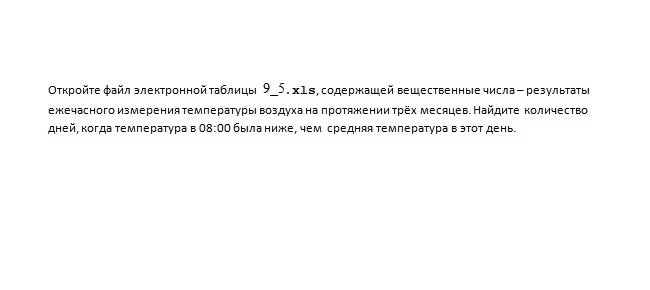 Откройте файл электронной таблицы 9_5.xls, содержащей вещественные числа – результаты
ежечасного измерения температуры воздуха на протяжении трёх месяцев. Найдите количество
дней, когда температура в 08:00 была ниже, чем средняя температура в этот день.